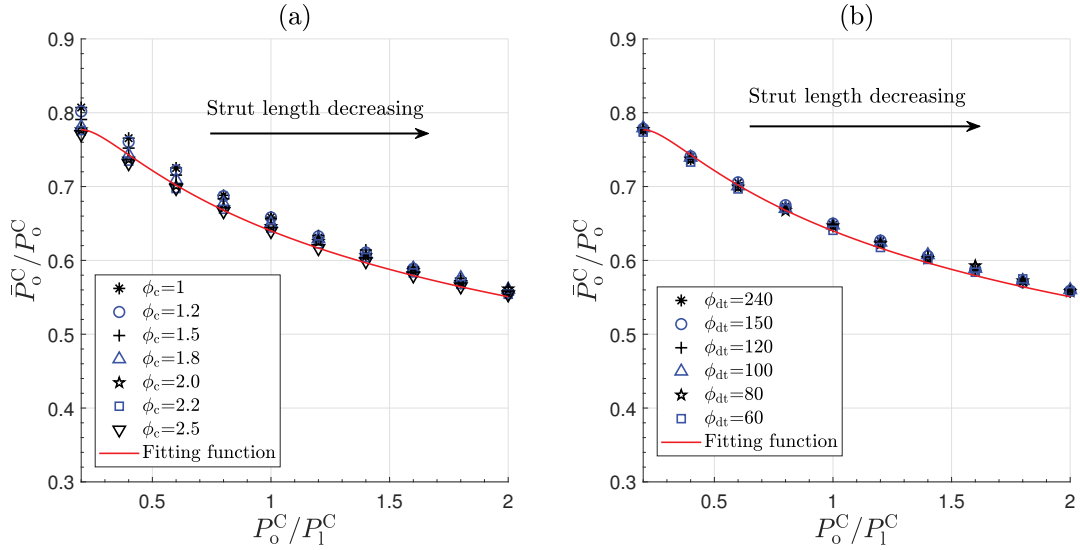 (a)
0.9
0.8
0.7
0.6
0.5
0.4
0.3
0.5
1
1.5
2
P̄ₒᶜ/Pₒᶜ
Pₒᶜ/Pₗᶜ
Strut length decreasing
ϕc=1
ϕc=1.2
ϕc=1.5
ϕc=1.8
ϕc=2.0
ϕc=2.2
ϕc=2.5
Fitting function
(b)
0.9
0.8
0.7
0.6
0.5
0.4
0.3
0.5
1
1.5
2
P̄ₒᶜ/Pₒᶜ
Pₒᶜ/Pₗᶜ
Strut length decreasing
ϕdt=240
ϕdt=150
ϕdt=120
ϕdt=100
ϕdt=80
ϕdt=60
Fitting function